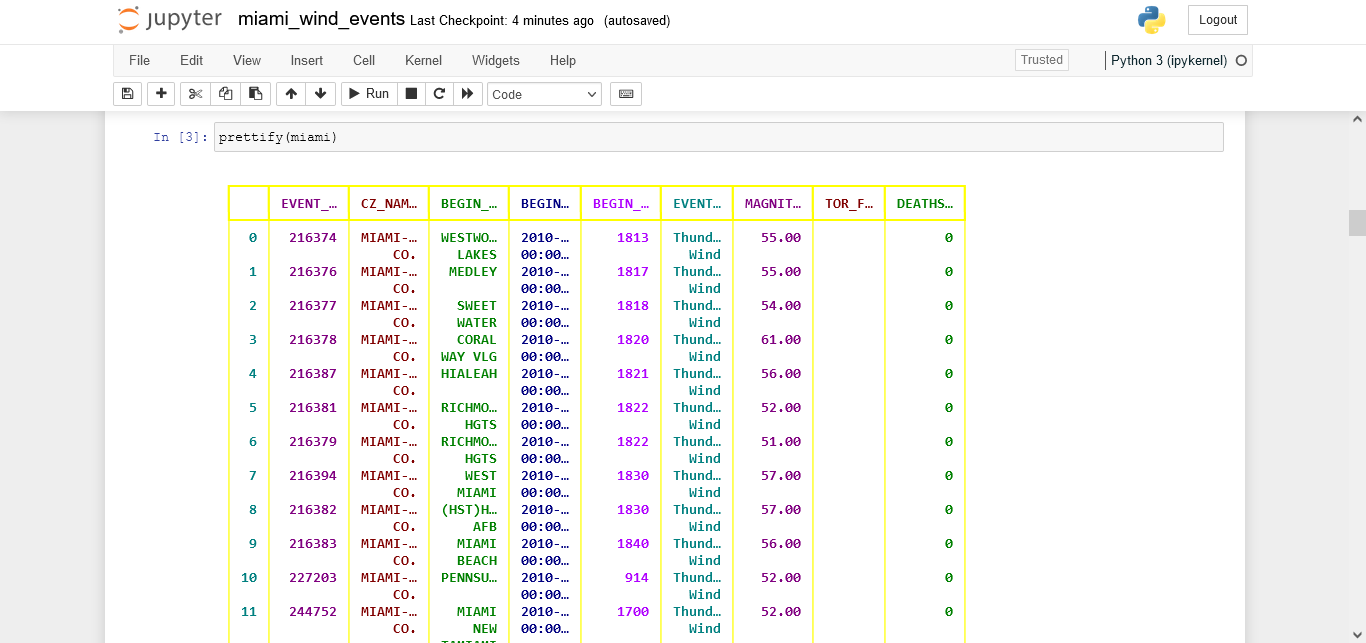 jupyter miami_wind_events Last Checkpoint: 4 minutes ago (autosaved) Logout
File Edit View Insert Cell Kernel Widgets Help Trusted Python 3 (ipykernel)
Run Code
In [3]: prettify(miami)
EVENT_… CZ_NAM… BEGIN_… BEGIN… BEGIN_… EVENT… MAGNIT… TOR_F… DEATHS…
0 216374 MIAMI-… WESTWO… 2010-… 1813 Thund… 55.00 0
CO. LAKES 00:00… Wind
1 216376 MIAMI-… MEDLEY 2010-… 1817 Thund… 55.00 0
CO. 00:00… Wind
2 216377 MIAMI-… SWEET 2010-… 1818 Thund… 54.00 0
CO. WATER 00:00… Wind
3 216378 MIAMI-… CORAL 2010-… 1820 Thund… 61.00 0
CO. WAY VLG 00:00… Wind
4 216387 MIAMI-… HIALEAH 2010-… 1821 Thund… 56.00 0
CO. 00:00… Wind
5 216381 MIAMI-… RICHMO… 2010-… 1822 Thund… 52.00 0
CO. HGTS 00:00… Wind
6 216379 MIAMI-… RICHMO… 2010-… 1822 Thund… 51.00 0
CO. HGTS 00:00… Wind
7 216394 MIAMI-… WEST 2010-… 1830 Thund… 57.00 0
CO. MIAMI 00:00… Wind
8 216382 MIAMI-… (HST)H… 2010-… 1830 Thund… 57.00 0
CO. AFB 00:00… Wind
9 216383 MIAMI-… MIAMI 2010-… 1840 Thund… 56.00 0
CO. BEACH 00:00… Wind
10 227203 MIAMI-… PENNSU… 2010-… 914 Thund… 52.00 0
CO. 00:00… Wind
11 244752 MIAMI-… MIAMI 2010-… 1700 Thund… 52.00 0
CO. NEW 00:00… Wind